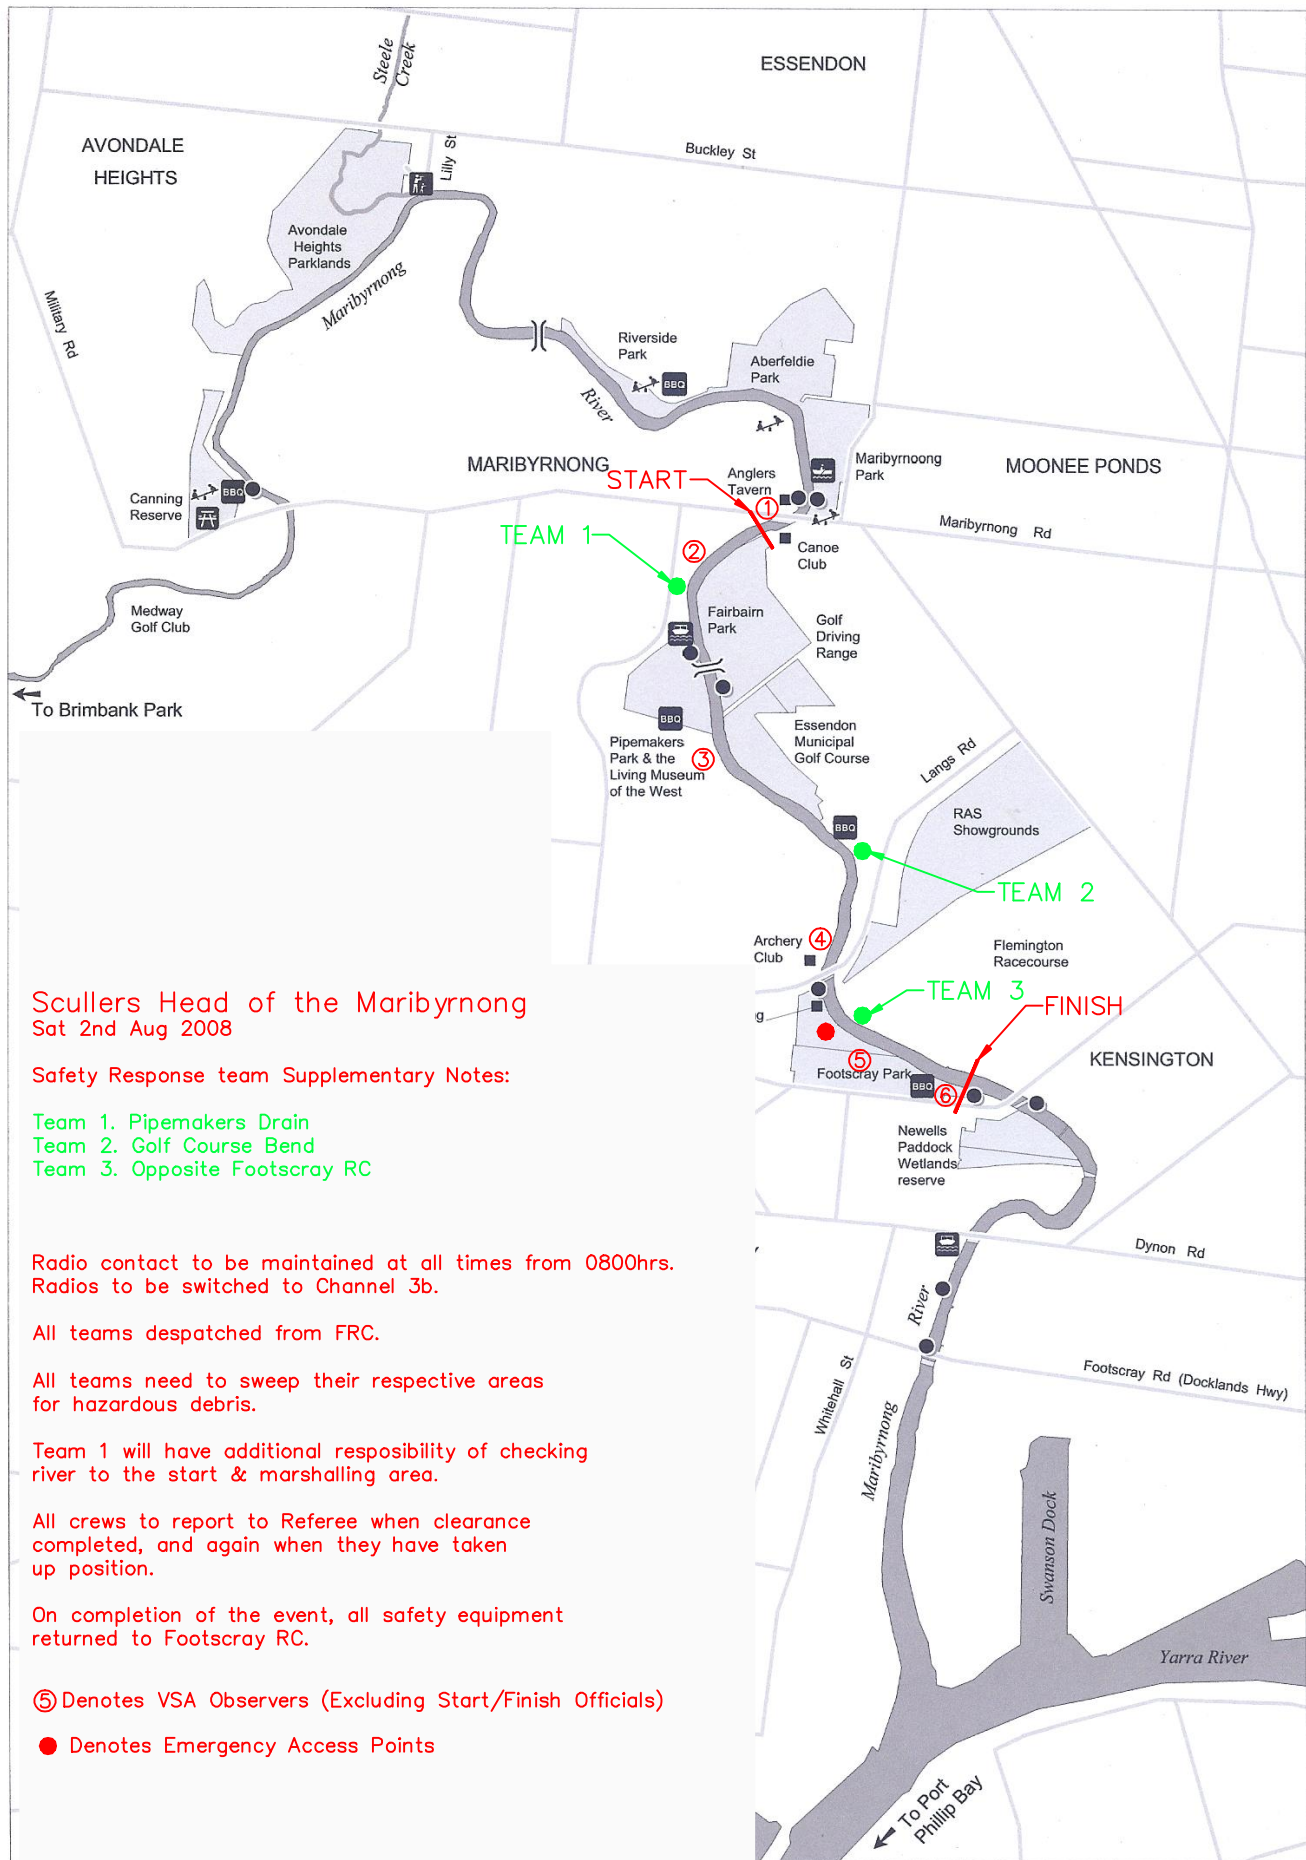 Steele
Creek
ESSENDON
AVONDALE
HEIGHTS
Lilly St
Buckley St
Avondale
Heights
Parklands
Maribyrnong
Military Rd
Riverside
Park
BBQ
Aberfeldie
Park
River
MARIBYRNONG
START
Anglers
Tavern
1
Maribyrnoong
Park
MOONEE PONDS
Canning
Reserve
BBQ
Maribyrnong Rd
TEAM 1
2
Canoe
Club
Medway
Golf Club
Fairbairn
Park
Golf
Driving
Range
To Brimbank Park
BBQ
Pipemakers
Park & the
Living Museum
of the West
3
Essendon
Municipal
Golf Course
Langs Rd
BBQ
RAS
Showgrounds
TEAM 2
Archery
Club
4
Flemington
Racecourse
TEAM 3
FINISH
g
5
Footscray Park
BBQ
6
KENSINGTON
Newells
Paddock
Wetlands
reserve
Scullers Head of the Maribyrnong
Sat 2nd Aug 2008
Safety Response team Supplementary Notes:
Team 1. Pipemakers Drain
Team 2. Golf Course Bend
Team 3. Opposite Footscray RC
Radio contact to be maintained at all times from 0800hrs.
Radios to be switched to Channel 3b.
All teams despatched from FRC.
All teams need to sweep their respective areas
for hazardous debris.
Team 1 will have additional resposibility of checking
river to the start & marshalling area.
All crews to report to Referee when clearance
completed, and again when they have taken
up position.
On completion of the event, all safety equipment
returned to Footscray RC.
5 Denotes VSA Observers (Excluding Start/Finish Officials)
Denotes Emergency Access Points
Dynon Rd
River
Whitehall St
Footscray Rd (Docklands Hwy)
Maribyrnong
Swanson Dock
Yarra River
To Port
Phillip Bay